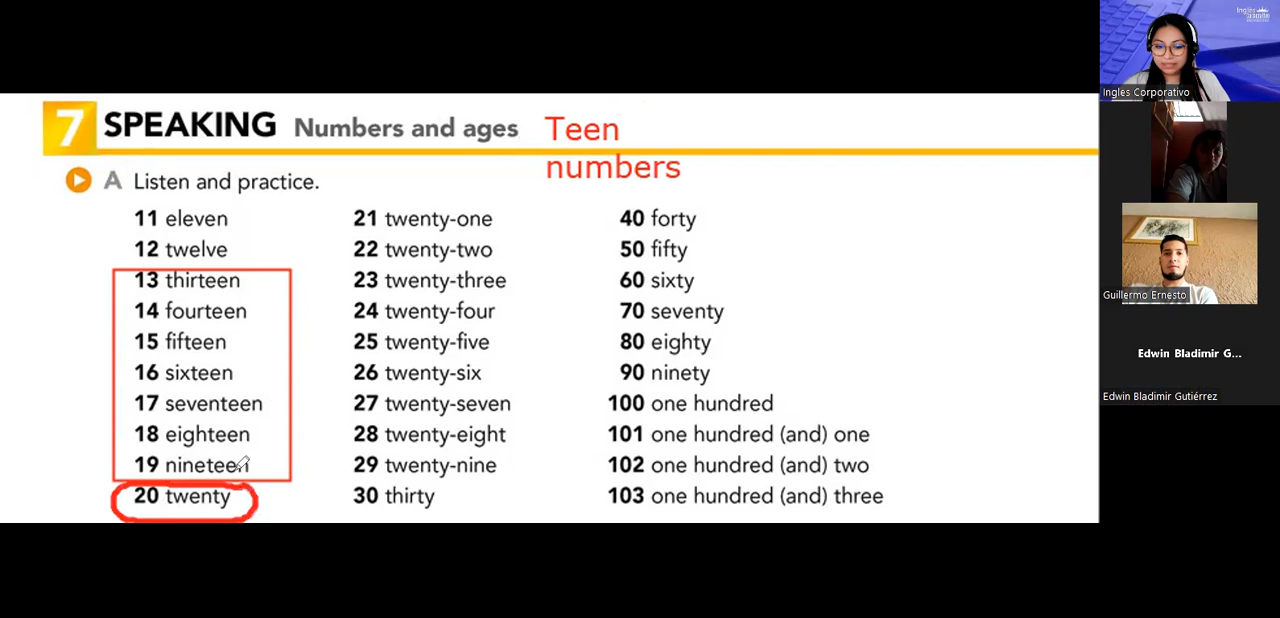 7 SPEAKING Numbers and ages Teen
numbers
A Listen and practice.
11 eleven
12 twelve
13 thirteen
14 fourteen
15 fifteen
16 sixteen
17 seventeen
18 eighteen
19 nineteen
20 twenty
21 twenty-one
22 twenty-two
23 twenty-three
24 twenty-four
25 twenty-five
26 twenty-six
27 twenty-seven
28 twenty-eight
29 twenty-nine
30 thirty
40 forty
50 fifty
60 sixty
70 seventy
80 eighty
90 ninety
100 one hundred
101 one hundred (and) one
102 one hundred (and) two
103 one hundred (and) three
Ingles Corporativo
Guillermo Ernesto
Edwin Bladimir G...
Edwin Bladimir Gutiérrez